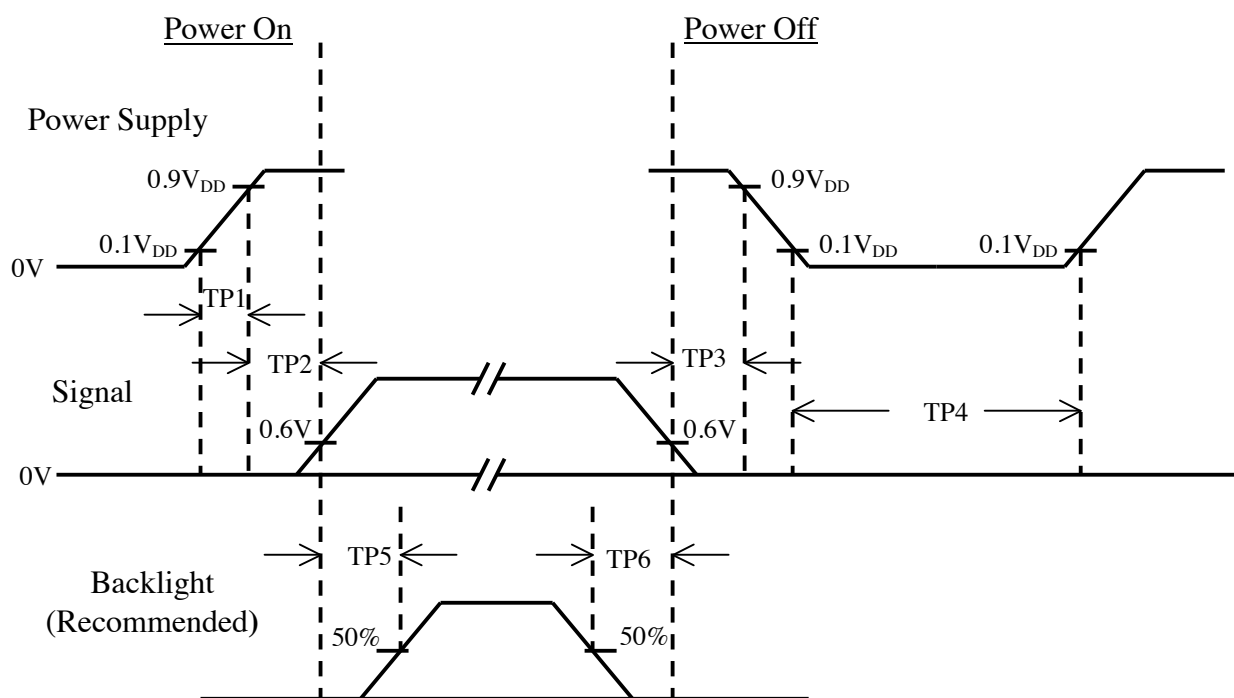 Power On
Power Off
Power Supply
0.9VDD
0.9VDD
0.1VDD
0.1VDD
0.1VDD
0V
TP1
TP2
TP3
Signal
TP4
0.6V
0.6V
0V
TP5
TP6
Backlight
(Recommended)
50%
50%